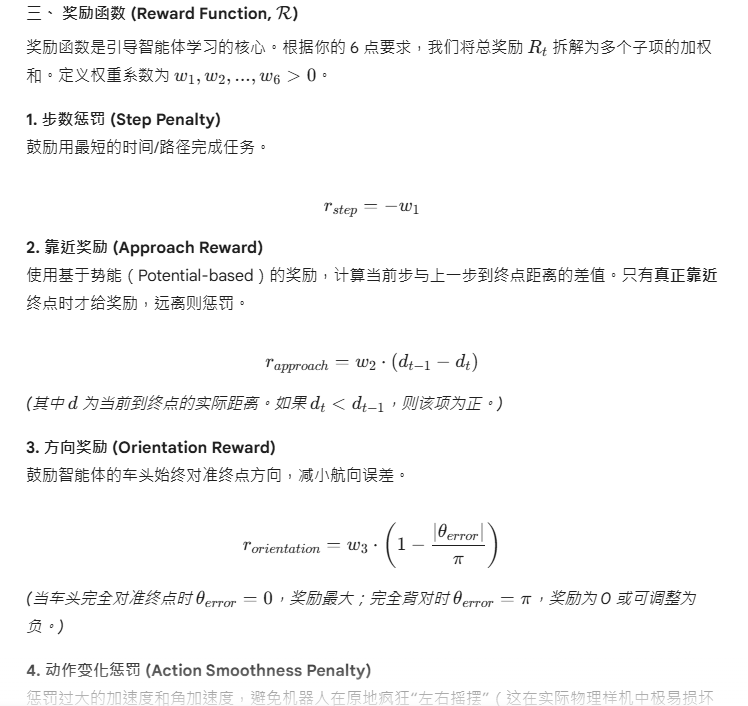 三、 奖励函数 (Reward Function, ℛ)
奖励函数是引导智能体学习的核心。根据你的 6 点要求，我们将总奖励 R_t 拆解为多个子项的加权
和。定义权重系数为 w_1, w_2, ..., w_6 > 0。
1. 步数惩罚 (Step Penalty)
鼓励用最短的时间/路径完成任务。
r_{step} = −w_1
2. 靠近奖励 (Approach Reward)
使用基于势能（Potential-based）的奖励，计算当前步与上一步到终点距离的差值。只有真正靠近
终点时才给奖励，远离则惩罚。
r_{approach} = w_2 · (d_{t−1} − d_t)
(其中 d 为当前到终点的实际距离。如果 d_t < d_{t−1}，则该项为正。)
3. 方向奖励 (Orientation Reward)
鼓励智能体的车头始终对准终点方向，减小航向误差。
r_{orientation} = w_3 · (1 − |θ_{error}| / π)
(当车头完全对准终点时 θ_{error} = 0，奖励最大；完全背对时 θ_{error} = π，奖励为 0 或可调整为
负。)
4. 动作变化惩罚 (Action Smoothness Penalty)
惩罚过大的加速度和角加速度，避免机器人在原地疯狂“左右摇摆”（这在实际物理样机中极易损坏